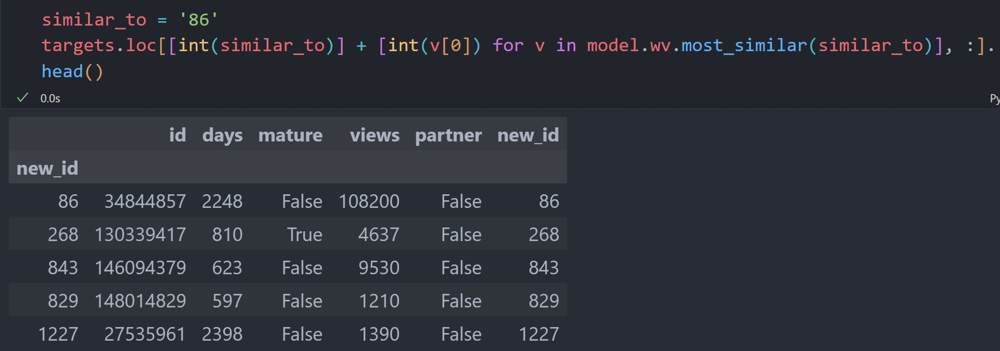 similar_to = '86'
targets.loc[[int(similar_to)] + [int(v[0]) for v in model.wv.most_similar(similar_to)], :].
head()
0.0s
id days mature views partner new_id
new_id
86 34844857 2248 False 108200 False 86
268 130339417 810 True 4637 False 268
843 146094379 623 False 9530 False 843
829 148014829 597 False 1210 False 829
1227 27535961 2398 False 1390 False 1227